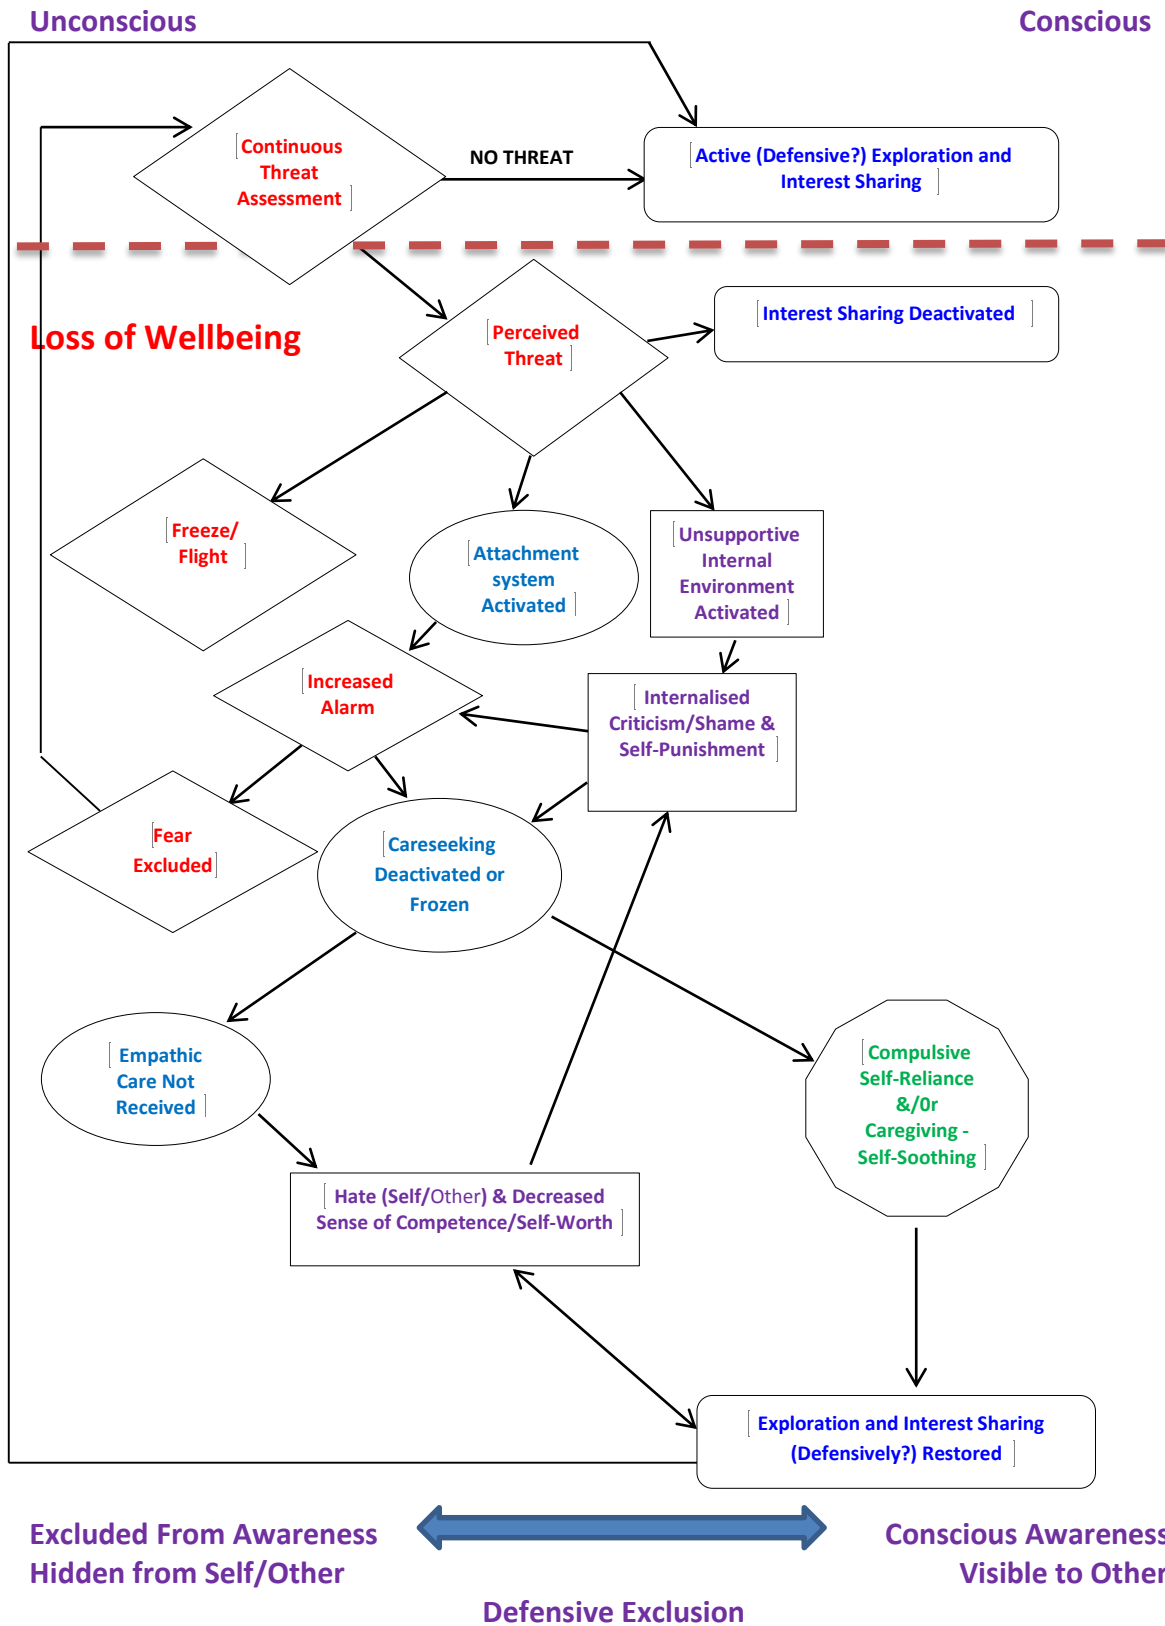 Unconscious
Conscious
[Continuous
Threat
Assessment ]
NO THREAT
[Active (Defensive?) Exploration and
Interest Sharing ]
Loss of Wellbeing
[Perceived
Threat ]
[Interest Sharing Deactivated ]
[Freeze/
Flight ]
[Attachment
system
Activated ]
[Unsupportive
Internal
Environment
Activated ]
[Increased
Alarm
[Internalised
Criticism/Shame &
Self-Punishment ]
[Fear
Excluded]
[Careseeking
Deactivated or
Frozen
[Empathic
Care Not
Received ]
[Compulsive
Self-Reliance
&/0r
Caregiving -
Self-Soothing ]
[Hate (Self/Other) & Decreased
Sense of Competence/Self-Worth ]
[Exploration and Interest Sharing
(Defensively?) Restored ]
Excluded From Awareness
Hidden from Self/Other
Conscious Awareness
Visible to Other
Defensive Exclusion